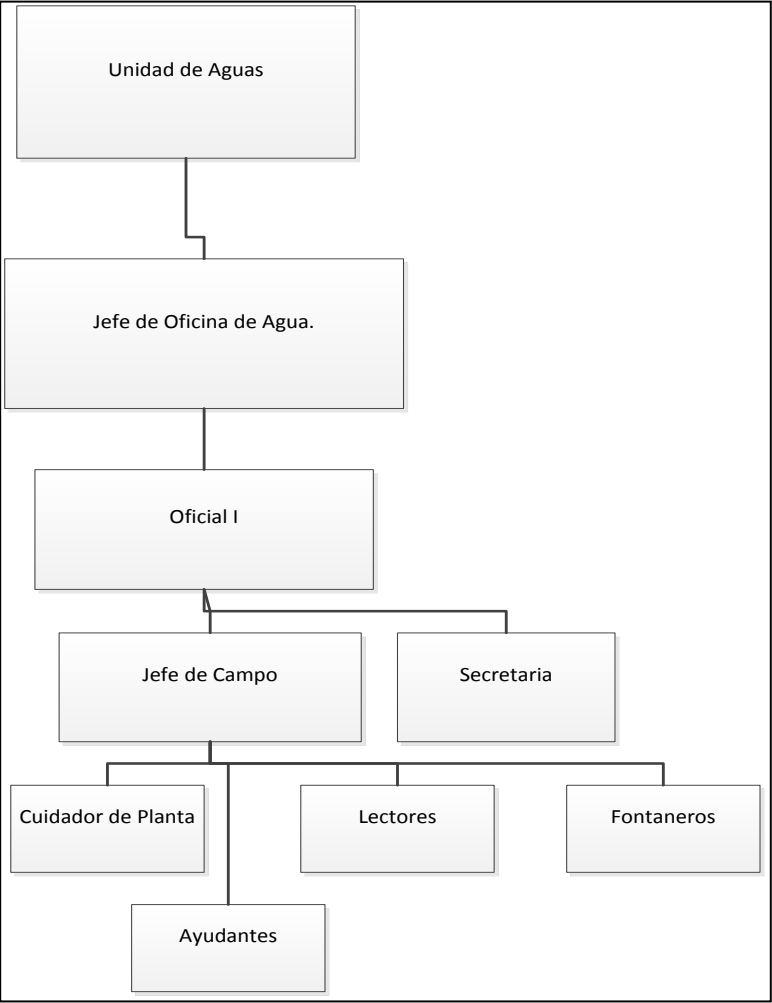 Unidad de Aguas
Jefe de Oficina de Agua.
Oficial I
Jefe de Campo
Secretaria
Cuidador de Planta
Lectores
Fontaneros
Ayudantes